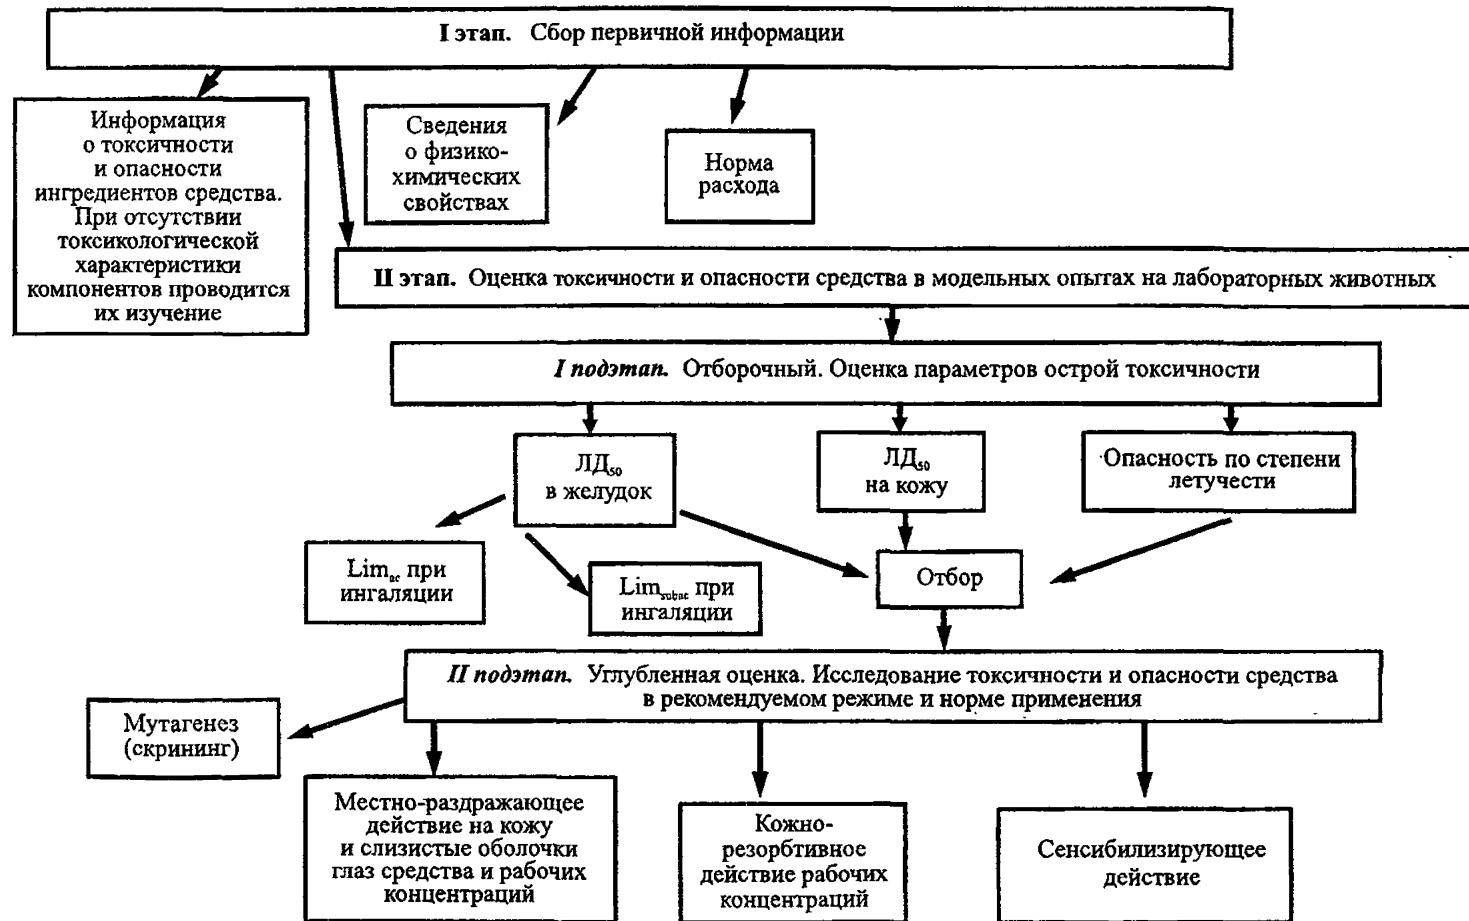 I этап. Сбор первичной информации
Информация
о токсичности
и опасности
ингредиентов средства.
При отсутствии
токсикологической
характеристики
компонентов проводится
их изучение
Сведения
о физико-
химических
свойствах
Норма
расхода
II этап. Оценка токсичности и опасности средства в модельных опытах на лабораторных животных
I подэтап. Отборочный. Оценка параметров острой токсичности
ЛД50
в желудок
ЛД50
на кожу
Опасность по степени
летучести
Limac при
ингаляции
Limsubac при
ингаляции
Отбор
II подэтап. Углубленная оценка. Исследование токсичности и опасности средства
в рекомендуемом режиме и норме применения
Мутагенез
(скрининг)
Местно-раздражающее
действие на кожу
и слизистые оболочки
глаз средства и рабочих
концентраций
Кожно-
резорбтивное
действие рабочих
концентраций
Сенсибилизирующее
действие